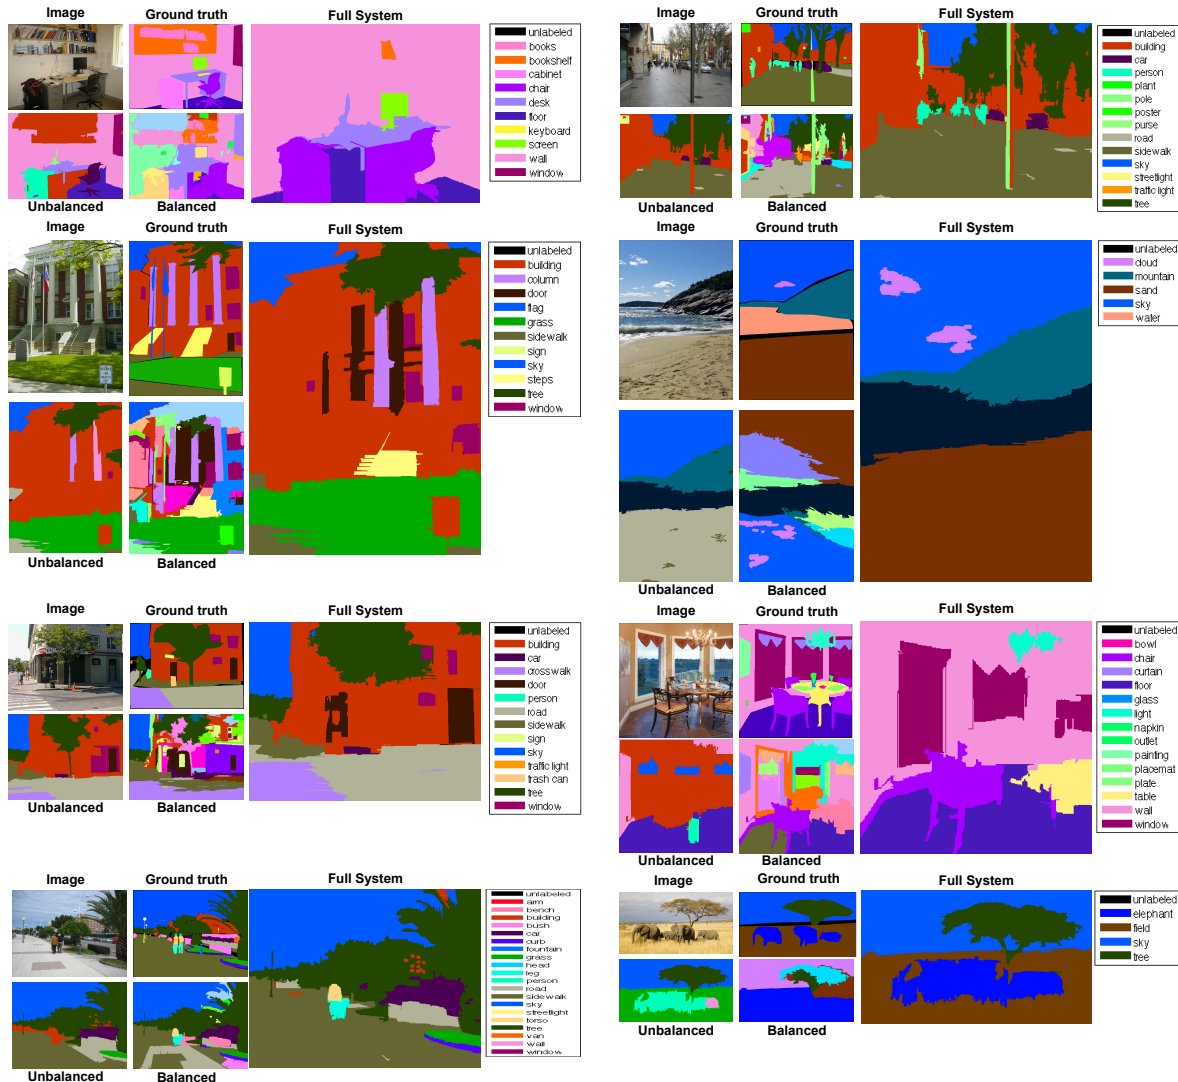 Image Ground truth Full System
unlabeled
books
bookshelf
cabinet
chair
desk
floor
keyboard
screen
wall
window
Unbalanced Balanced
Image Ground truth Full System
unlabeled
building
car
person
plant
pole
poster
purse
road
sidewalk
sky
streetlight
traffic light
tree
Unbalanced Balanced
Image Ground truth Full System
unlabeled
building
column
door
flag
grass
sidewalk
sign
sky
steps
tree
window
Unbalanced Balanced
Image Ground truth Full System
unlabeled
cloud
mountain
sand
sky
water
Unbalanced Balanced
Image Ground truth Full System
unlabeled
building
car
crosswalk
door
person
road
sidewalk
sign
sky
traffic light
trash can
tree
window
Unbalanced Balanced
Image Ground truth Full System
unlabeled
bowl
chair
curtain
floor
glass
light
napkin
outlet
painting
placemat
plate
table
wall
window
Unbalanced Balanced
Image Ground truth Full System
unlabeled
arm
bench
building
bush
car
curb
fountain
grass
head
leg
person
road
sidewalk
sky
streetlight
torso
tree
van
wall
window
Unbalanced Balanced
Image Ground truth Full System
unlabeled
elephant
field
sky
tree
Unbalanced Balanced